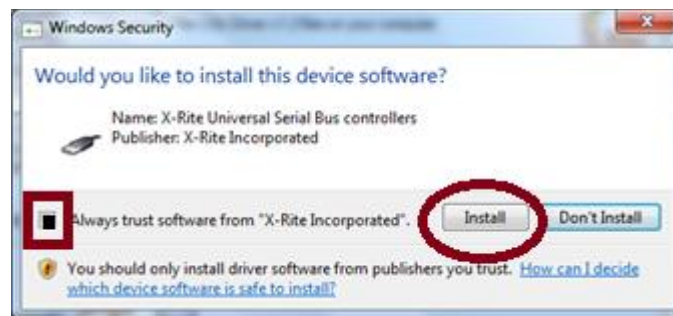 Windows Security
Would you like to install this device software?
Name: X-Rite Universal Serial Bus controllers
Publisher: X-Rite Incorporated
Always trust software from "X-Rite Incorporated".
Install
Don't Install
You should only install driver software from publishers you trust. How can I decide
which device software is safe to install?